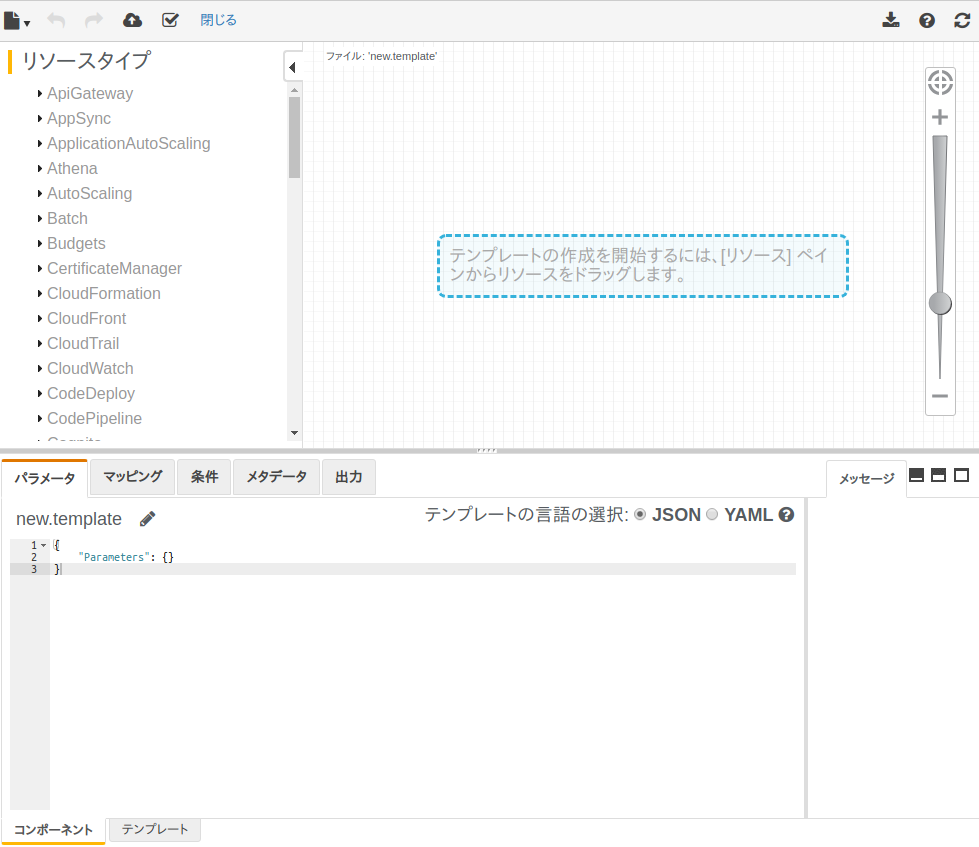 閉じる
リソースタイプ
ファイル: 'new.template'
ApiGateway
AppSync
ApplicationAutoScaling
Athena
AutoScaling
Batch
Budgets
CertificateManager
CloudFormation
CloudFront
CloudTrail
CloudWatch
CodeDeploy
CodePipeline
テンプレートの作成を開始するには、[リソース] ペイ
ンからリソースをドラッグします。
パラメータ マッピング 条件 メタデータ 出力 メッセージ
new.template テンプレートの言語の選択: JSON YAML
1 {
2 "Parameters": {}
3 }
コンポーネント テンプレート